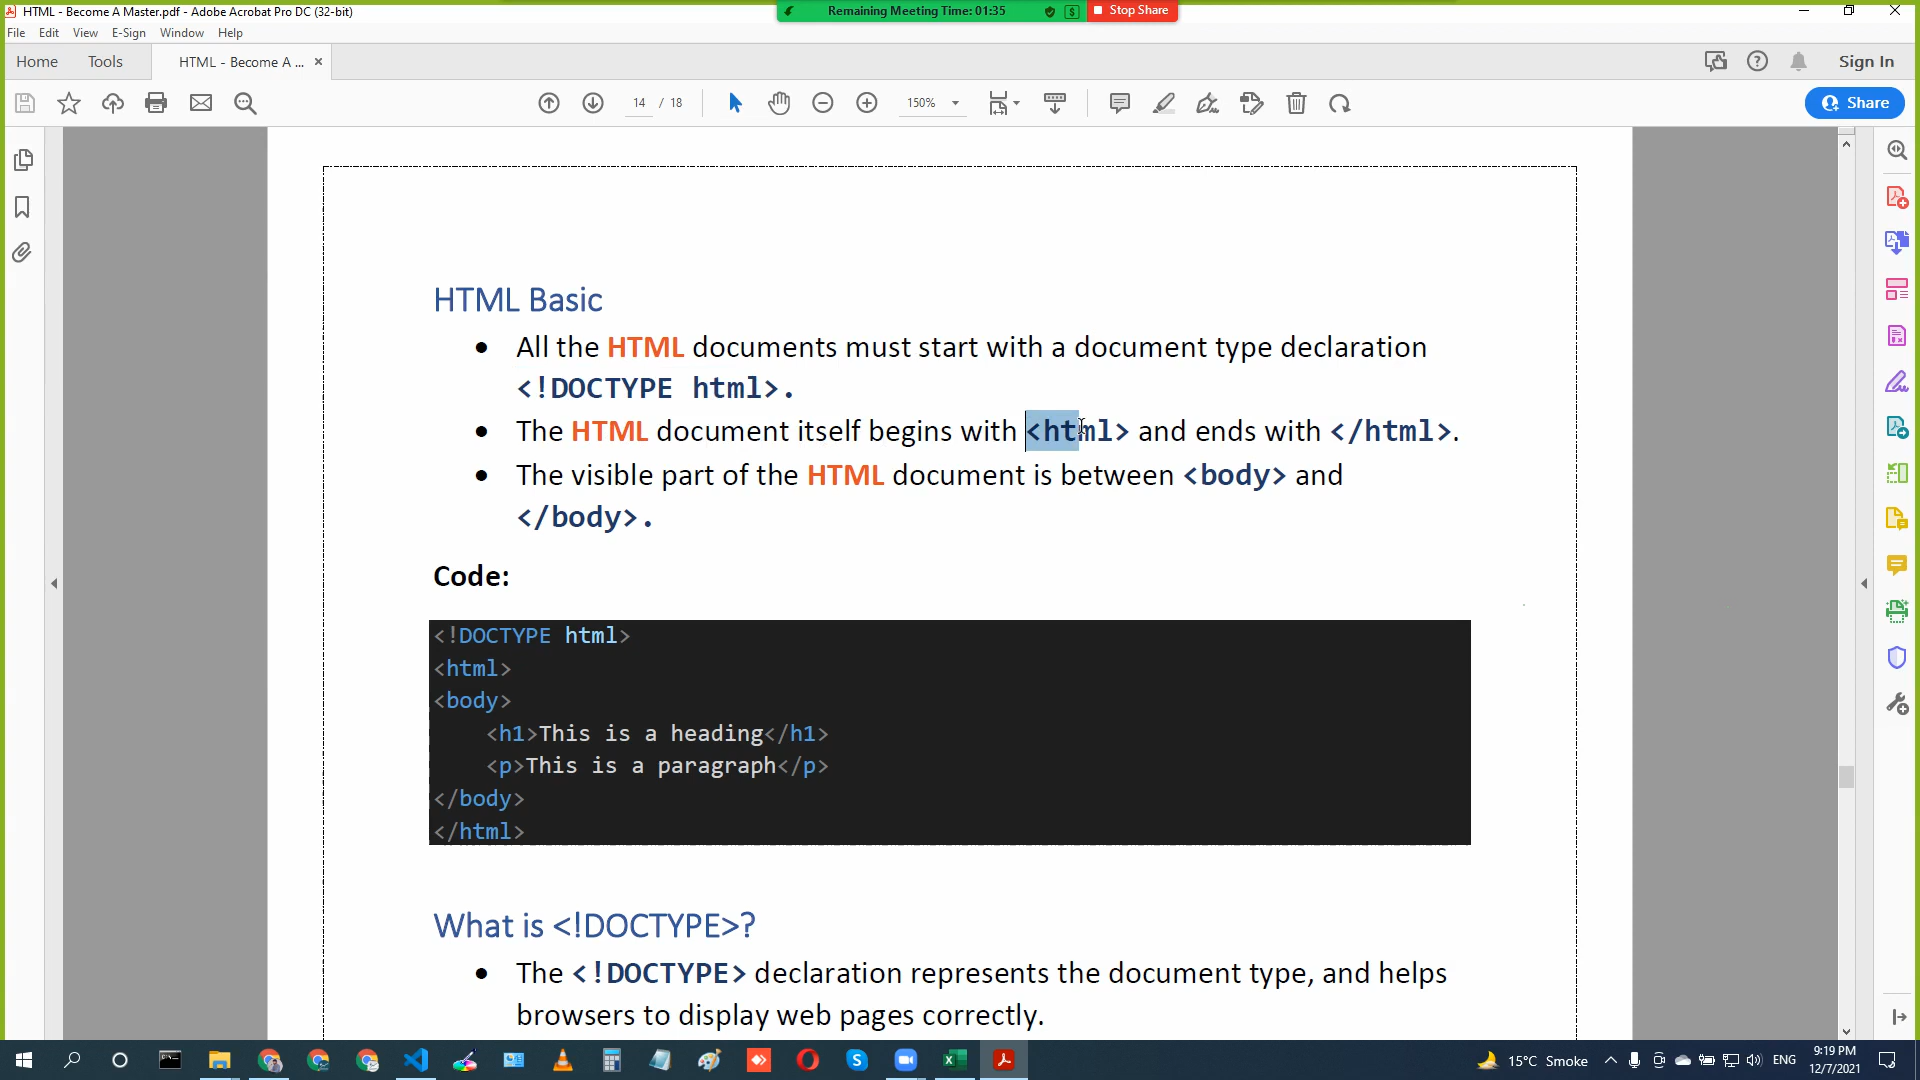 HTML - Become A Master.pdf - Adobe Acrobat Pro DC (32-bit)
Remaining Meeting Time: 01:35
Stop Share
File Edit View E-Sign Window Help
Home Tools HTML - Become A ... ×
Sign In
14 / 18
150%
Share
HTML Basic
• All the HTML documents must start with a document type declaration
<!DOCTYPE html>.
• The HTML document itself begins with <html> and ends with </html>.
• The visible part of the HTML document is between <body> and
</body>.
Code:
<!DOCTYPE html>
<html>
<body>
<h1>This is a heading</h1>
<p>This is a paragraph</p>
</body>
</html>
What is <!DOCTYPE>?
• The <!DOCTYPE> declaration represents the document type, and helps
browsers to display web pages correctly.
15°C Smoke
ENG
9:19 PM
12/7/2021